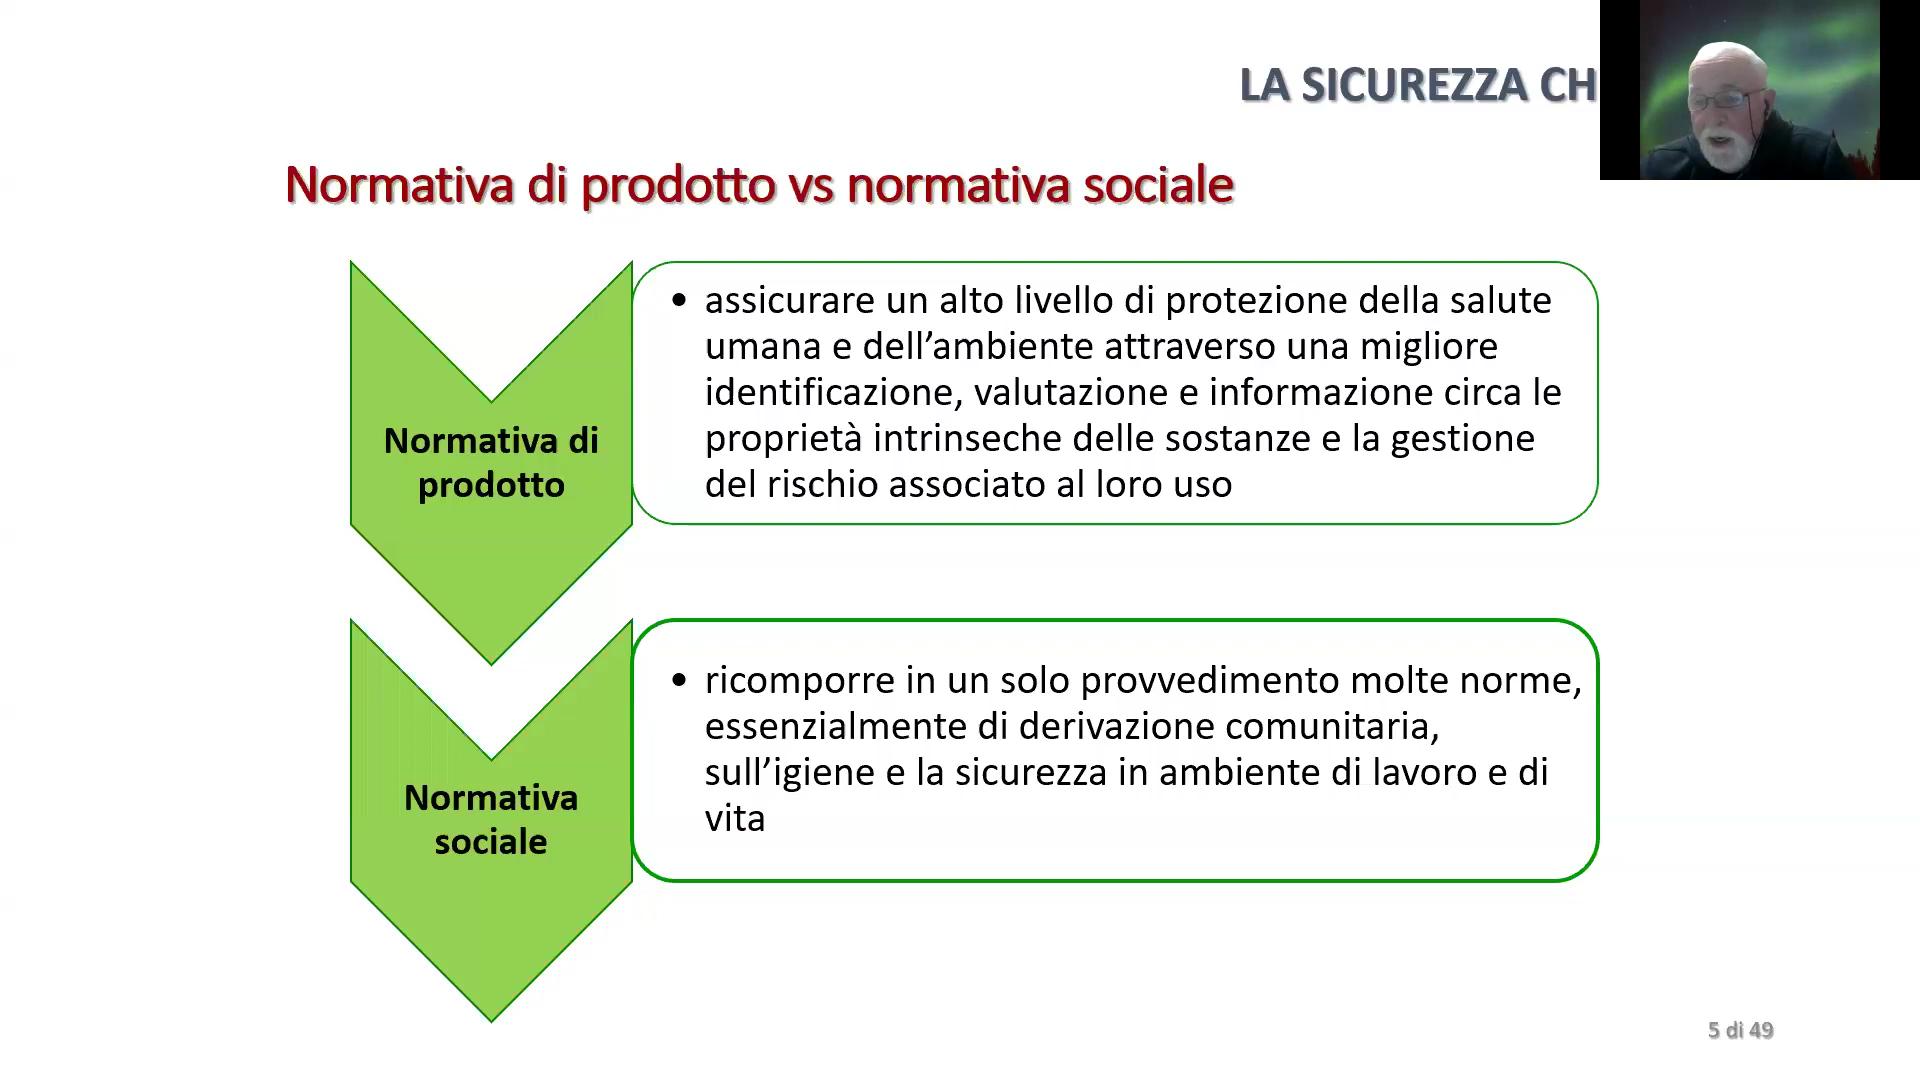 LA SICUREZZA CH
Normativa di prodotto vs normativa sociale
Normativa di
prodotto
• assicurare un alto livello di protezione della salute
umana e dell’ambiente attraverso una migliore
identificazione, valutazione e informazione circa le
proprietà intrinseche delle sostanze e la gestione
del rischio associato al loro uso
Normativa
sociale
• ricomporre in un solo provvedimento molte norme,
essenzialmente di derivazione comunitaria,
sull’igiene e la sicurezza in ambiente di lavoro e di
vita
5 di 49